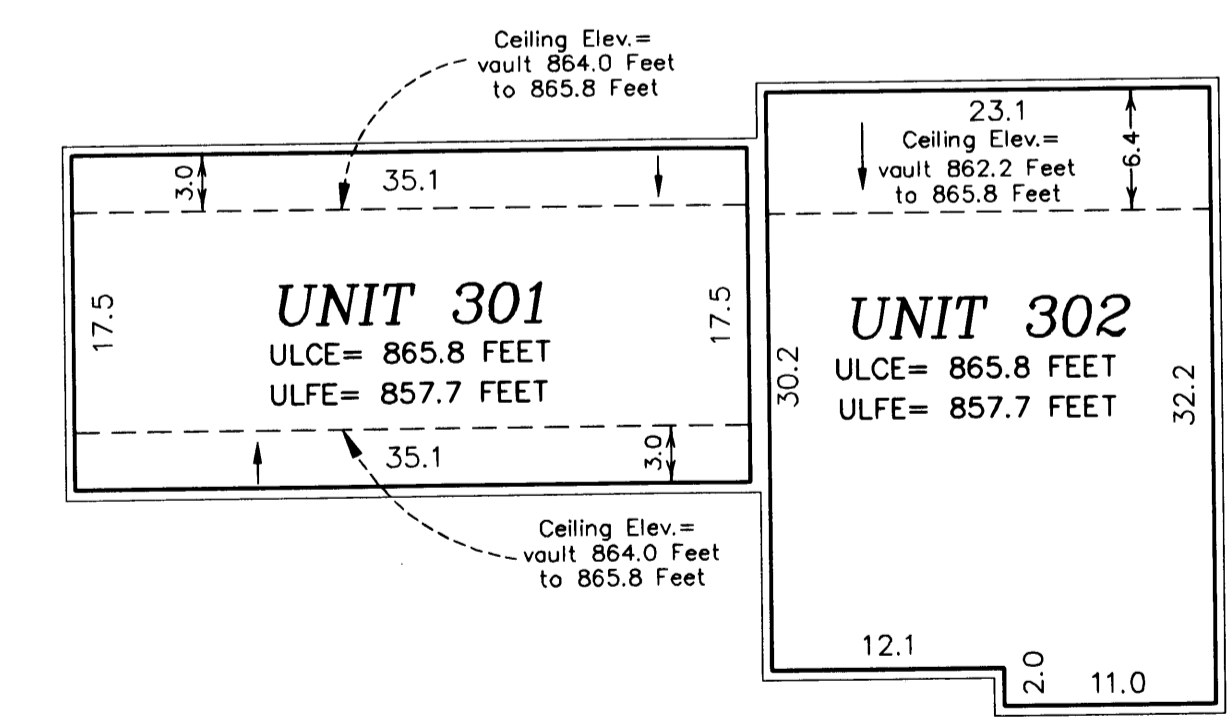 Ceiling Elev.=
vault 864.0 Feet
to 865.8 Feet
3.0
35.1
17.5
UNIT 301
ULCE= 865.8 FEET
ULFE= 857.7 FEET
17.5
35.1
3.0
Ceiling Elev.=
vault 864.0 Feet
to 865.8 Feet
23.1
Ceiling Elev.=
vault 862.2 Feet
to 865.8 Feet
6.4
30.2
UNIT 302
ULCE= 865.8 FEET
ULFE= 857.7 FEET
32.2
12.1
2.0
11.0